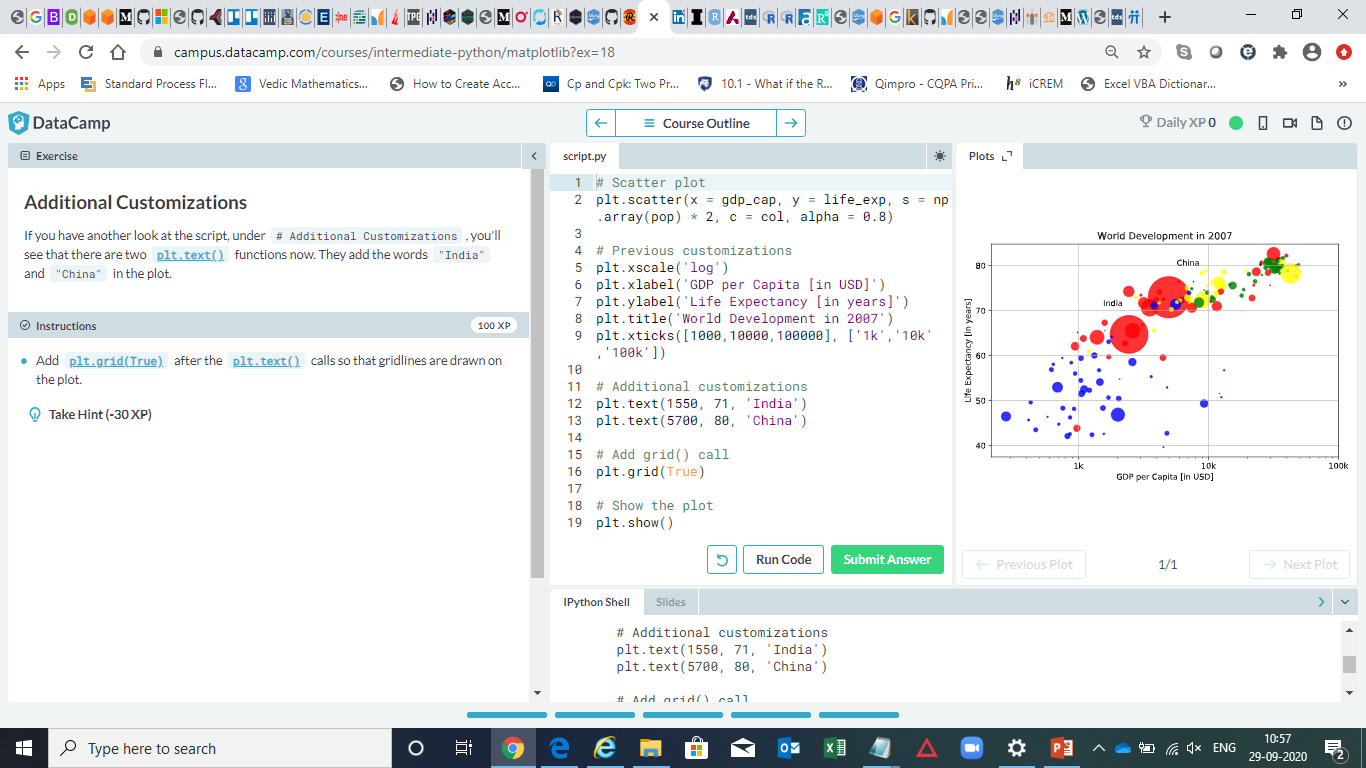 campus.datacamp.com/courses/intermediate-python/matplotlib?ex=18
Apps
Standard Process Fl...
Vedic Mathematics...
How to Create Acc...
Cp and Cpk: Two Pr...
10.1 - What if the R...
Qimpro - CQPA Pri...
iCREM
Excel VBA Dictionar...
»
DataCamp
Course Outline
Daily XP 0
Exercise
Additional Customizations
If you have another look at the script, under # Additional Customizations , you'll
see that there are two plt.text() functions now. They add the words "India"
and "China" in the plot.
Instructions
100 XP
Add plt.grid(True) after the plt.text() calls so that gridlines are drawn on
the plot.
Take Hint (-30 XP)
script.py
1 # Scatter plot
2 plt.scatter(x = gdp_cap, y = life_exp, s = np
.array(pop) * 2, c = col, alpha = 0.8)
3
4 # Previous customizations
5 plt.xscale('log')
6 plt.xlabel('GDP per Capita [in USD]')
7 plt.ylabel('Life Expectancy [in years]')
8 plt.title('World Development in 2007')
9 plt.xticks([1000,10000,100000], ['1k','10k'
,'100k'])
10
11 # Additional customizations
12 plt.text(1550, 71, 'India')
13 plt.text(5700, 80, 'China')
14
15 # Add grid() call
16 plt.grid(True)
17
18 # Show the plot
19 plt.show()
Run Code
Submit Answer
Plots
World Development in 2007
Life Expectancy [in years]
80
70
60
50
40
China
India
1k
10k
100k
GDP per Capita [in USD]
Previous Plot
1/1
Next Plot
IPython Shell
Slides
# Additional customizations
plt.text(1550, 71, 'India')
plt.text(5700, 80, 'China')
# Add grid() call
Type here to search
ENG
10:57
29-09-2020
2